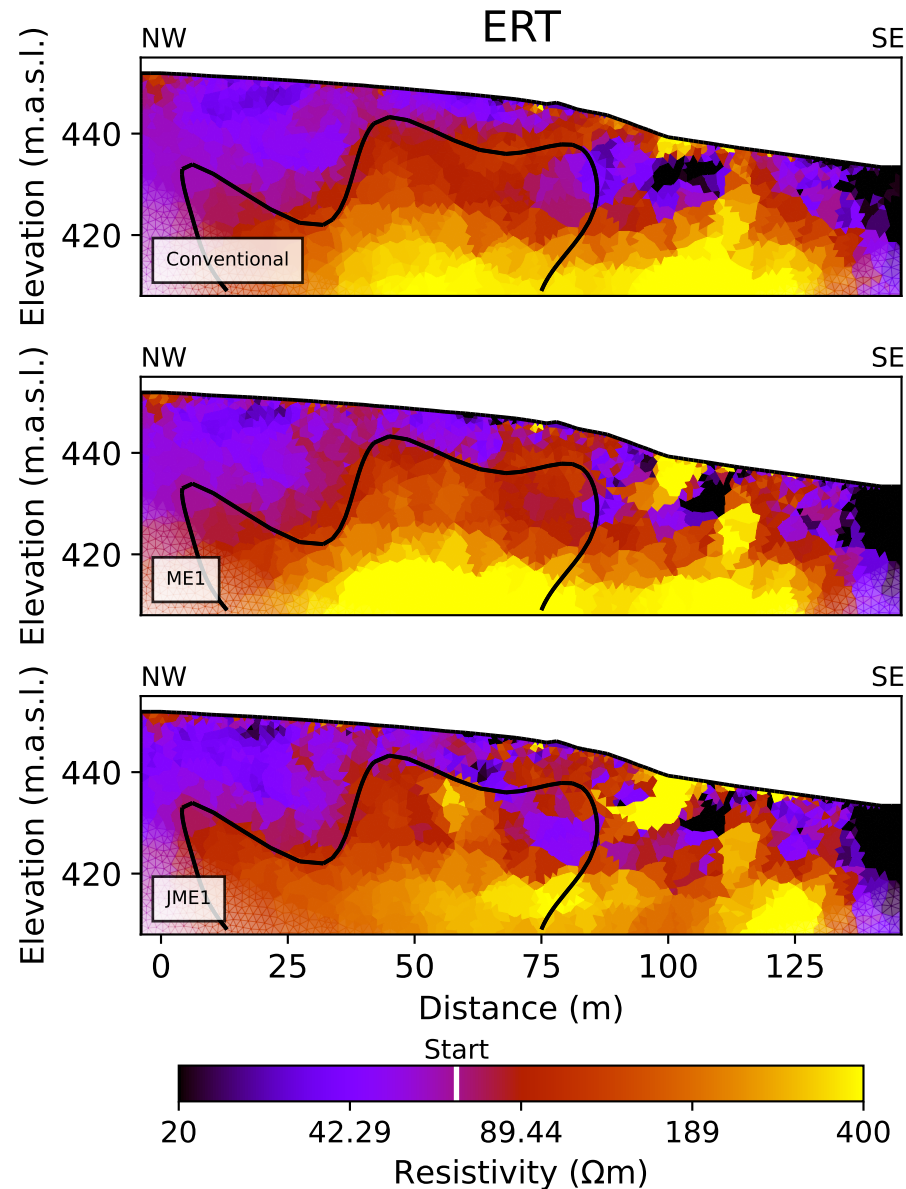 ERT
NW
SE
Elevation (m.a.s.l.)
440
420
Conventional
NW
SE
Elevation (m.a.s.l.)
440
420
ME1
NW
SE
Elevation (m.a.s.l.)
440
420
JME1
0 25 50 75 100 125
Distance (m)
Start
20 42.29 89.44 189 400
Resistivity (Ωm)